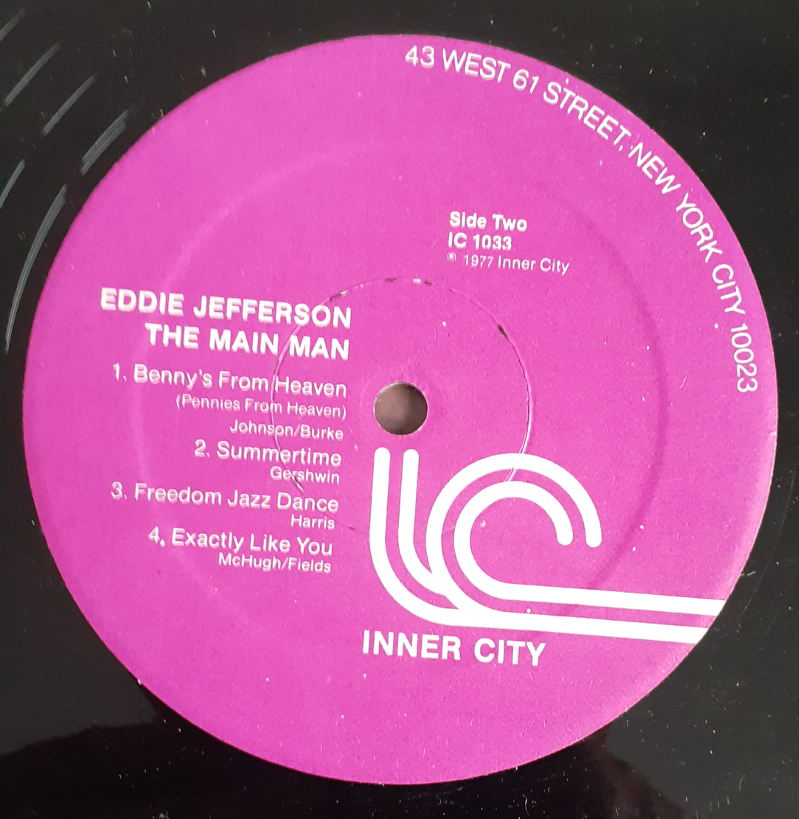 43 WEST 61 STREET, NEW YORK CITY 10023
Side Two
IC 1033
℗ 1977 Inner City
EDDIE JEFFERSON
THE MAIN MAN
1. Benny's From Heaven
(Pennies From Heaven)
Johnson/Burke
2. Summertime
Gershwin
3. Freedom Jazz Dance
Harris
4. Exactly Like You
McHugh/Fields
IC
INNER CITY